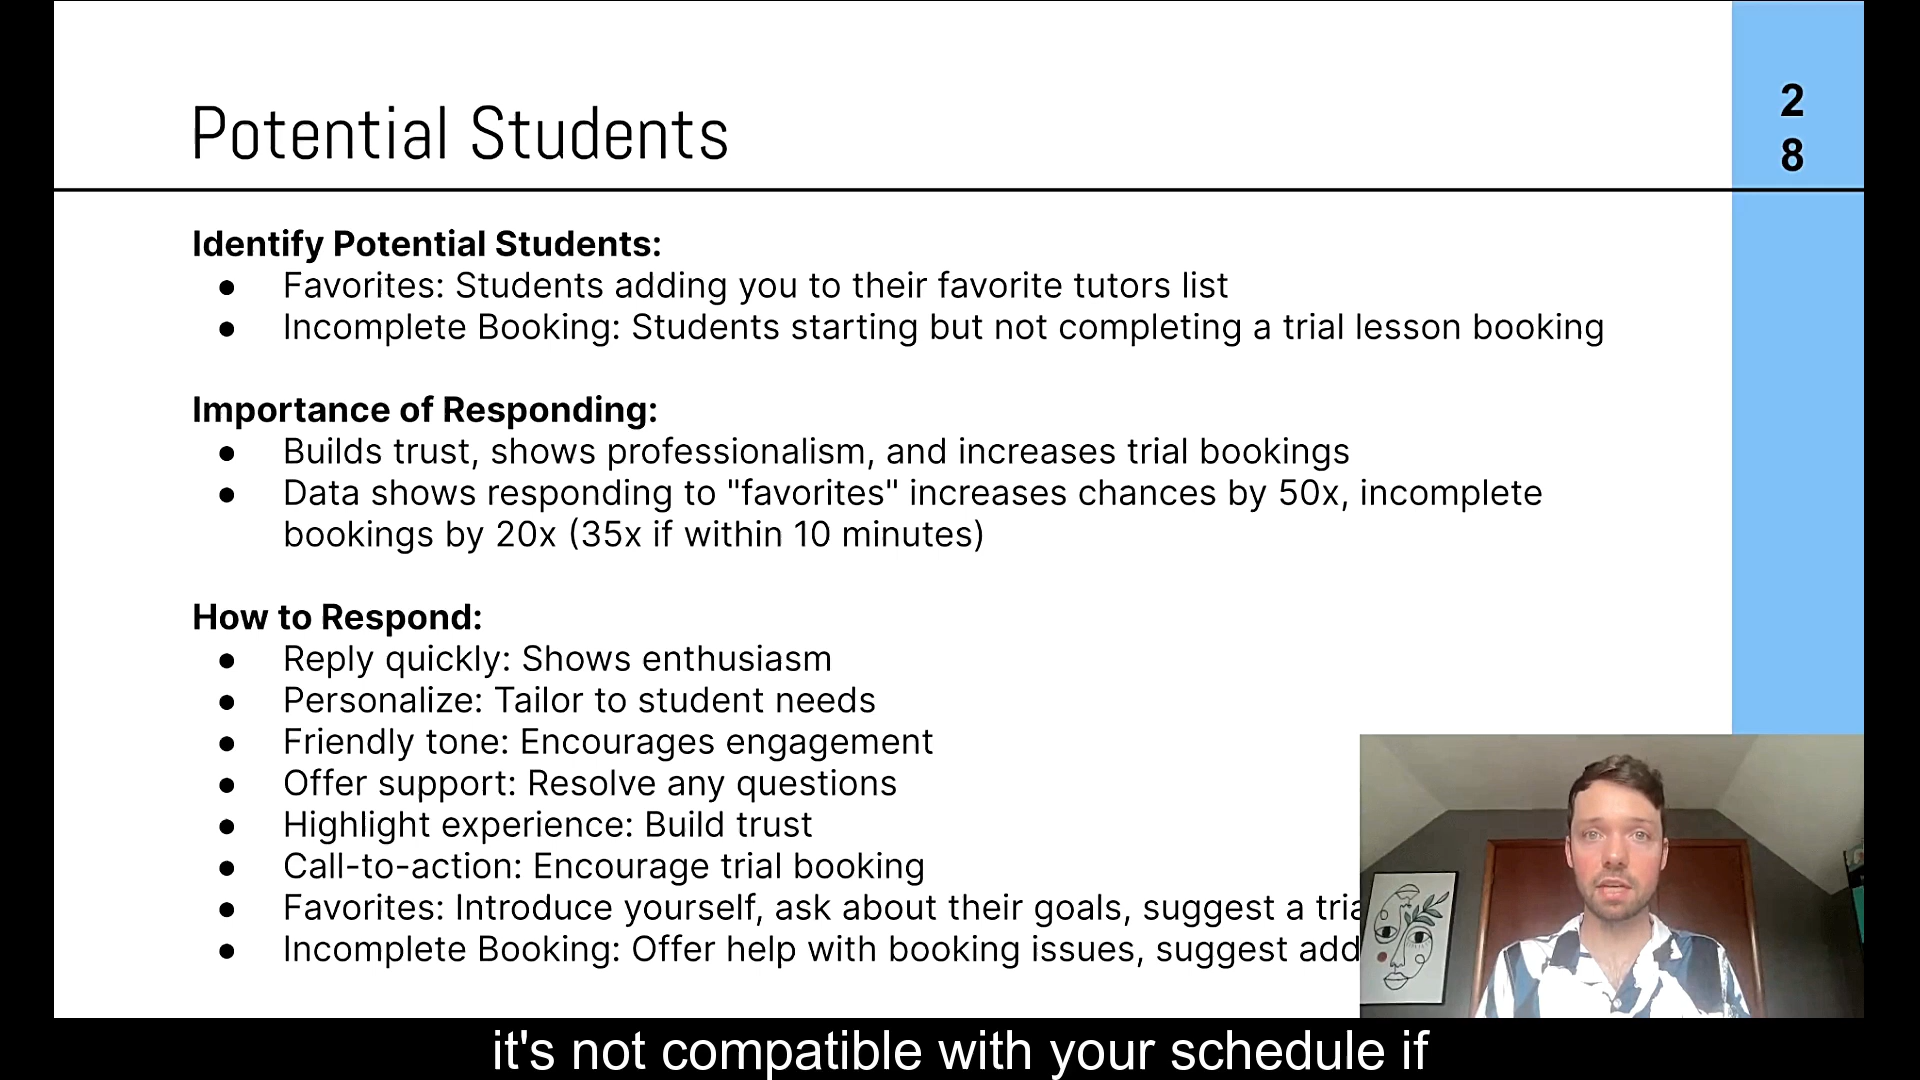 Potential Students
2
8
Identify Potential Students:
● Favorites: Students adding you to their favorite tutors list
● Incomplete Booking: Students starting but not completing a trial lesson booking
Importance of Responding:
● Builds trust, shows professionalism, and increases trial bookings
● Data shows responding to "favorites" increases chances by 50x, incomplete
bookings by 20x (35x if within 10 minutes)
How to Respond:
● Reply quickly: Shows enthusiasm
● Personalize: Tailor to student needs
● Friendly tone: Encourages engagement
● Offer support: Resolve any questions
● Highlight experience: Build trust
● Call-to-action: Encourage trial booking
● Favorites: Introduce yourself, ask about their goals, suggest a
● Incomplete Booking: Offer help with booking issues, suggest
it's not compatible with your schedule if